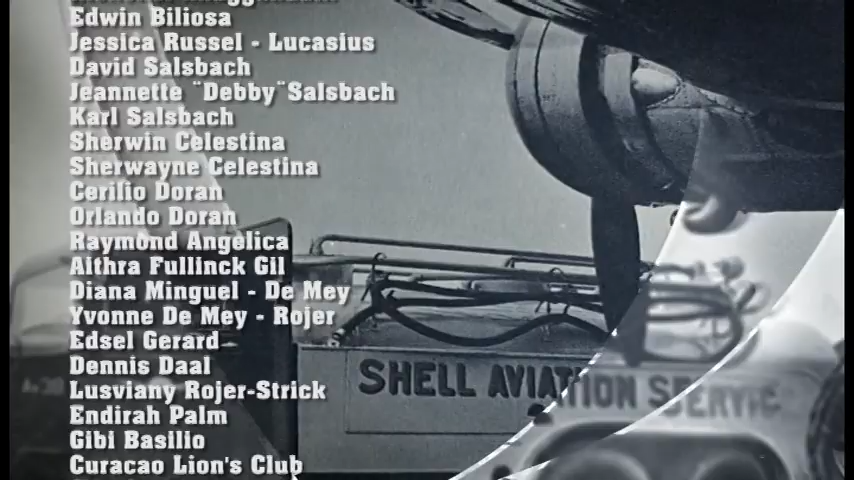 Edwin Biliosa
Jessica Russel - Lucasius
David Salsbach
Jeannette ¨Debby¨Salsbach
Karl Salsbach
Sherwin Celestina
Sherwayne Celestina
Cerilio Doran
Orlando Doran
Raymond Angelica
Aithra Fullinck Gil
Diana Minguel - De Mey
Yvonne De Mey - Rojer
Edsel Gerard
Dennis Daal
Lusviany Rojer-Strick
Endirah Palm
Gibi Basilio
Curacao Lion's Club
SHELL AVIATION SERVIC